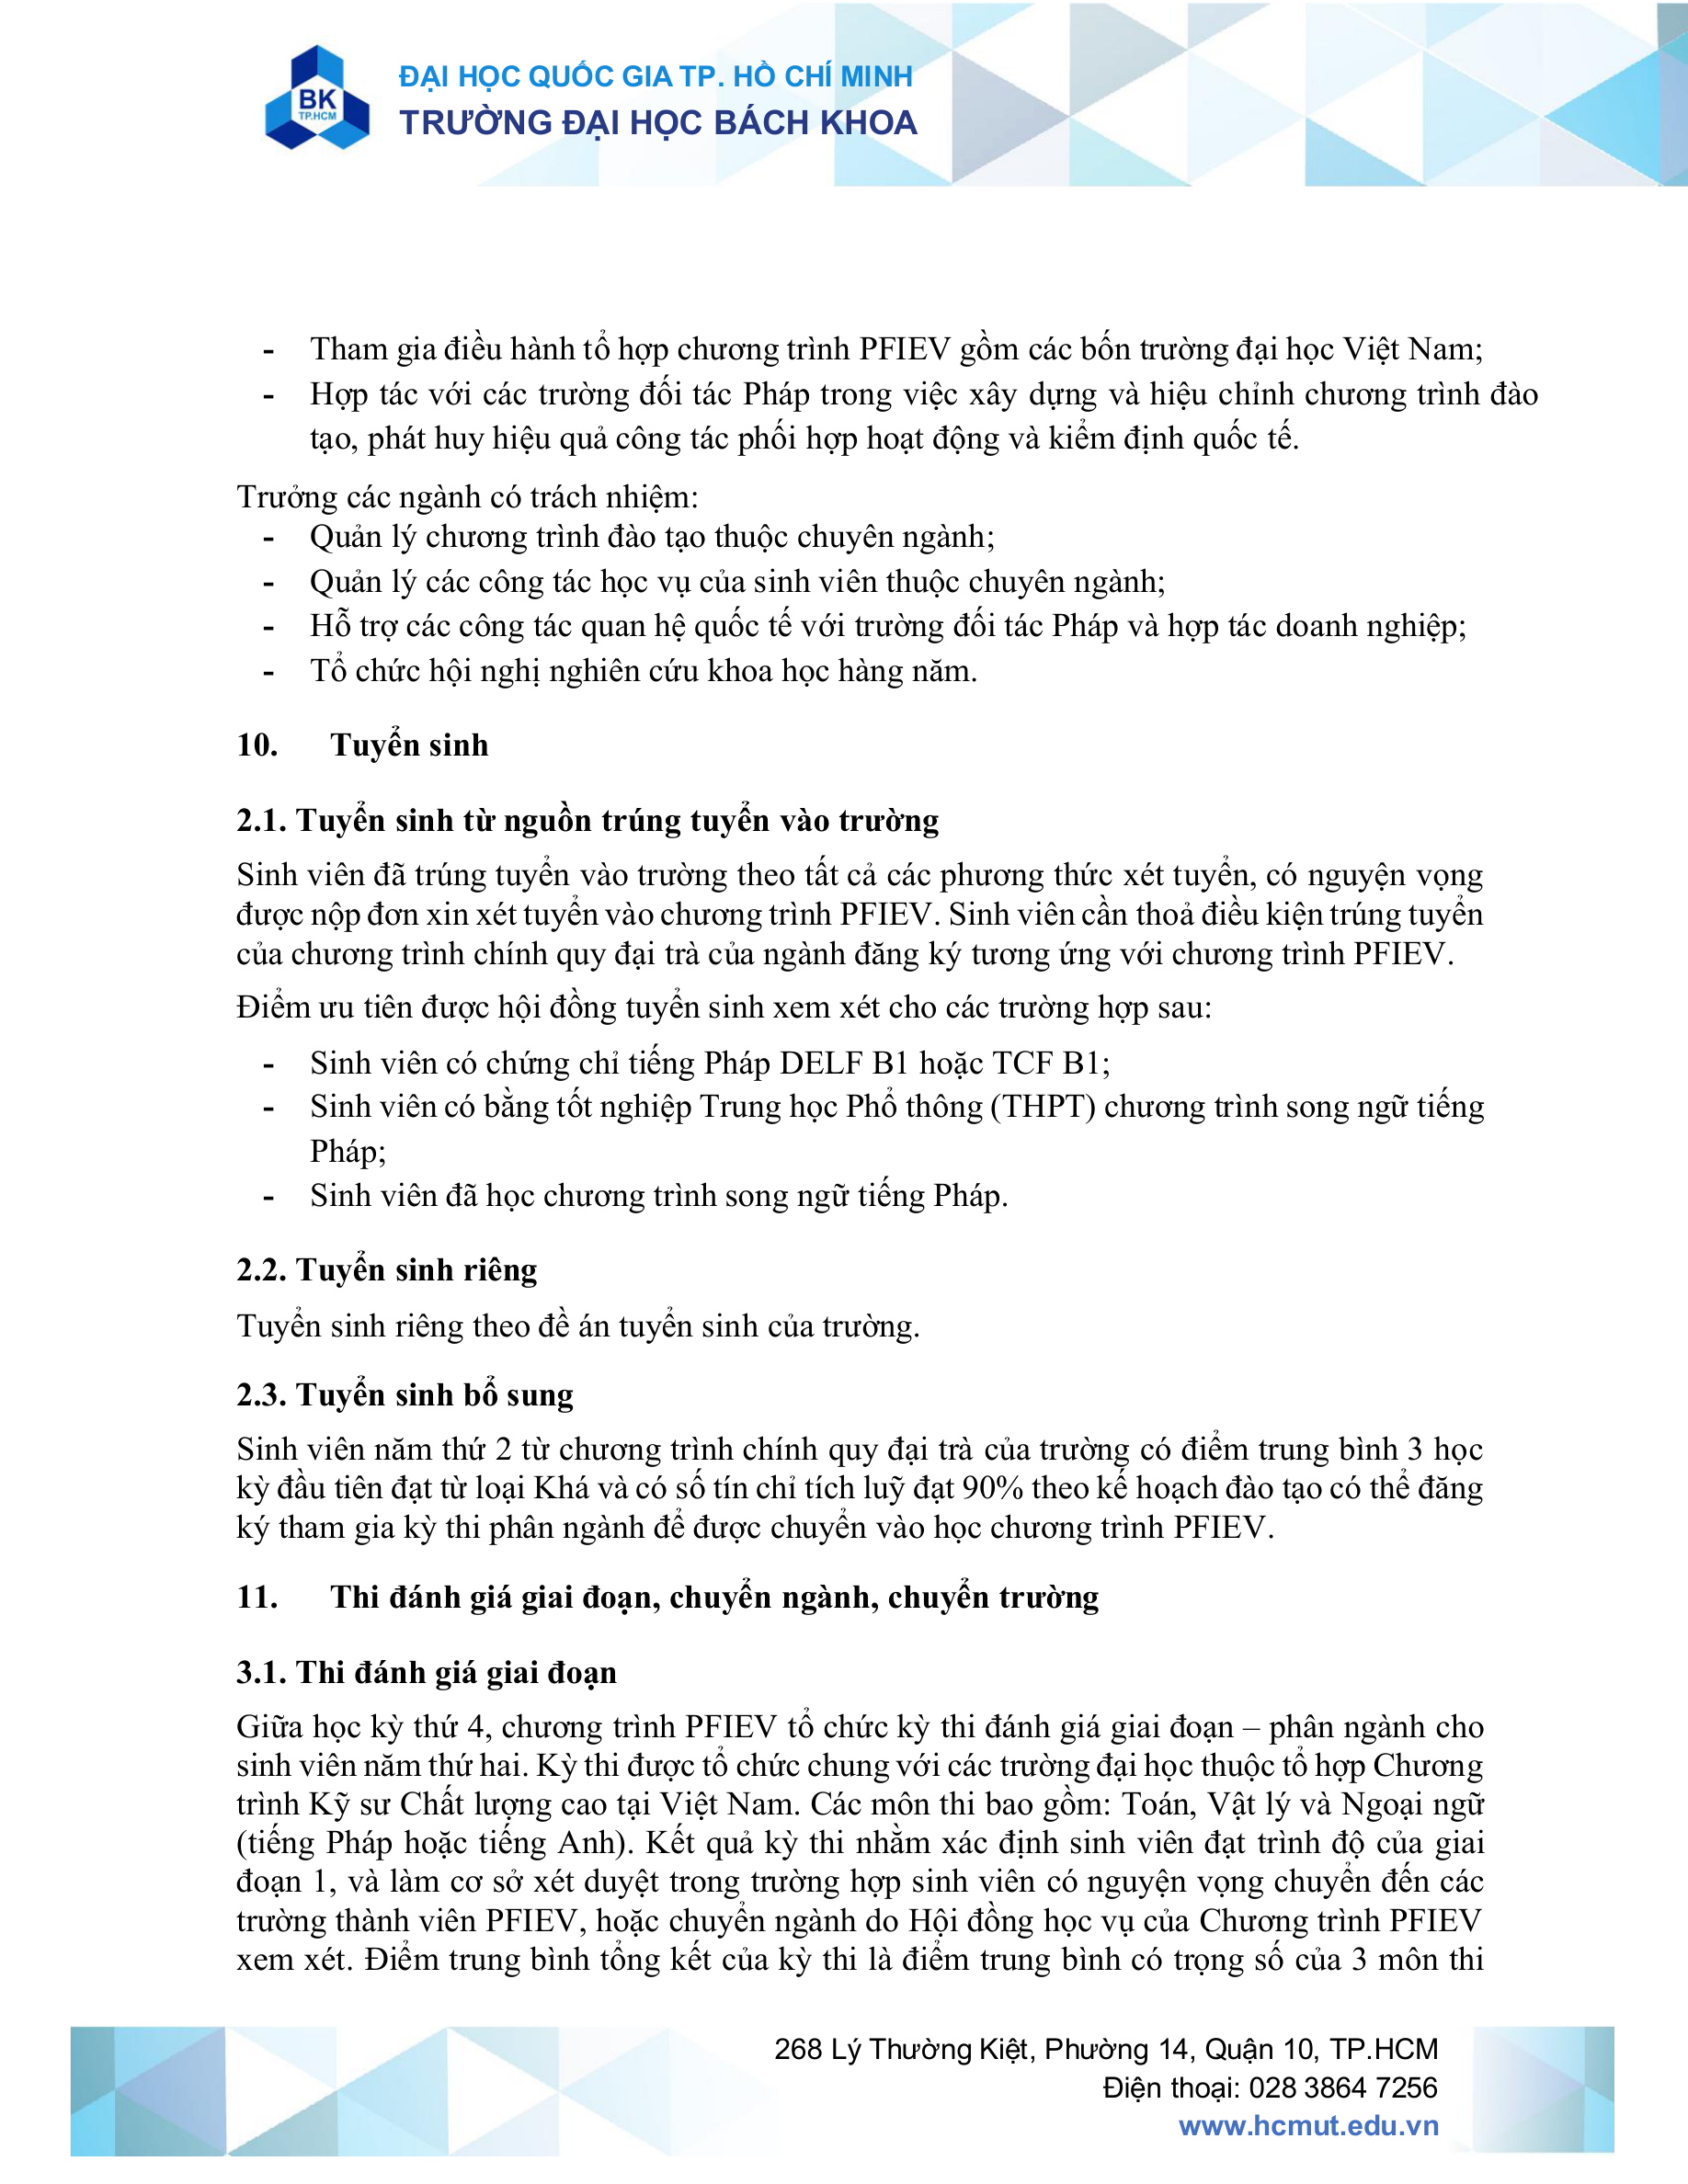 BK
TP.HCM
ĐẠI HỌC QUỐC GIA TP. HỒ CHÍ MINH
TRƯỜNG ĐẠI HỌC BÁCH KHOA
- Tham gia điều hành tổ hợp chương trình PFIEV gồm các bốn trường đại học Việt Nam;
- Hợp tác với các trường đối tác Pháp trong việc xây dựng và hiệu chỉnh chương trình đào
tạo, phát huy hiệu quả công tác phối hợp hoạt động và kiểm định quốc tế.
Trưởng các ngành có trách nhiệm:
- Quản lý chương trình đào tạo thuộc chuyên ngành;
- Quản lý các công tác học vụ của sinh viên thuộc chuyên ngành;
- Hỗ trợ các công tác quan hệ quốc tế với trường đối tác Pháp và hợp tác doanh nghiệp;
- Tổ chức hội nghị nghiên cứu khoa học hàng năm.
10. Tuyển sinh
2.1. Tuyển sinh từ nguồn trúng tuyển vào trường
Sinh viên đã trúng tuyển vào trường theo tất cả các phương thức xét tuyển, có nguyện vọng
được nộp đơn xin xét tuyển vào chương trình PFIEV. Sinh viên cần thoả điều kiện trúng tuyển
của chương trình chính quy đại trà của ngành đăng ký tương ứng với chương trình PFIEV.
Điểm ưu tiên được hội đồng tuyển sinh xem xét cho các trường hợp sau:
- Sinh viên có chứng chỉ tiếng Pháp DELF B1 hoặc TCF B1;
- Sinh viên có bằng tốt nghiệp Trung học Phổ thông (THPT) chương trình song ngữ tiếng
Pháp;
- Sinh viên đã học chương trình song ngữ tiếng Pháp.
2.2. Tuyển sinh riêng
Tuyển sinh riêng theo đề án tuyển sinh của trường.
2.3. Tuyển sinh bổ sung
Sinh viên năm thứ 2 từ chương trình chính quy đại trà của trường có điểm trung bình 3 học
kỳ đầu tiên đạt từ loại Khá và có số tín chỉ tích luỹ đạt 90% theo kế hoạch đào tạo có thể đăng
ký tham gia kỳ thi phân ngành để được chuyển vào học chương trình PFIEV.
11. Thi đánh giá giai đoạn, chuyển ngành, chuyển trường
3.1. Thi đánh giá giai đoạn
Giữa học kỳ thứ 4, chương trình PFIEV tổ chức kỳ thi đánh giá giai đoạn – phân ngành cho
sinh viên năm thứ hai. Kỳ thi được tổ chức chung với các trường đại học thuộc tổ hợp Chương
trình Kỹ sư Chất lượng cao tại Việt Nam. Các môn thi bao gồm: Toán, Vật lý và Ngoại ngữ
(tiếng Pháp hoặc tiếng Anh). Kết quả kỳ thi nhằm xác định sinh viên đạt trình độ của giai
đoạn 1, và làm cơ sở xét duyệt trong trường hợp sinh viên có nguyện vọng chuyển đến các
trường thành viên PFIEV, hoặc chuyển ngành do Hội đồng học vụ của Chương trình PFIEV
xem xét. Điểm trung bình tổng kết của kỳ thi là điểm trung bình có trọng số của 3 môn thi
268 Lý Thường Kiệt, Phường 14, Quận 10, TP.HCM
Điện thoại: 028 3864 7256
www.hcmut.edu.vn